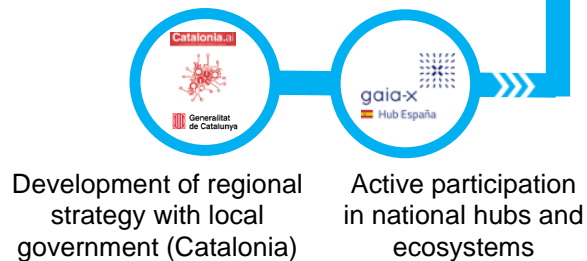 Catalonia.ai
Generalitat
de Catalunya
gaia-x
Hub España
Development of regional
strategy with local
government (Catalonia)
Active participation
in national hubs and
ecosystems